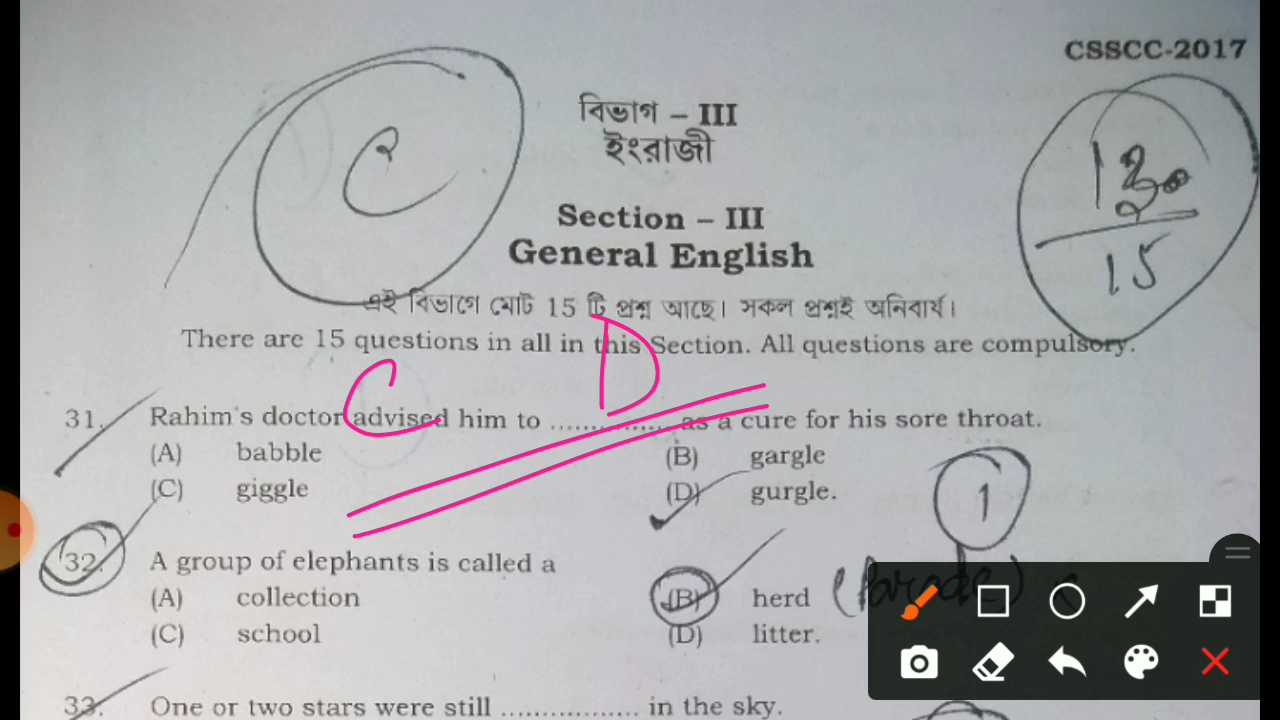 CSSCC-2017
বিভাগ – III
ইংরাজী
Section – III
General English
C
130
15
এই বিভাগে মোট 15 টি প্রশ্ন আছে। সকল প্রশ্নই অনিবার্য।
There are 15 questions in all in this Section. All questions are compulsory.
C D
31. Rahim's doctor advised him to ............... as a cure for his sore throat.
(A) babble (B) gargle
(C) giggle (D) gurgle.
1
32. A group of elephants is called a
(A) collection (B) herd
(C) school (D) litter.
33. One or two stars were still ................. in the sky.